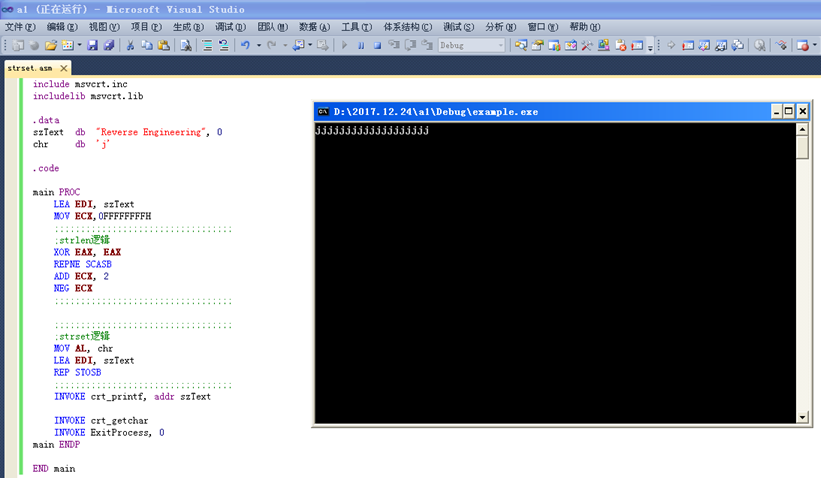 a1 (正在运行) - Microsoft Visual Studio
文件(F) 编辑(E) 视图(V) 项目(P) 生成(B) 调试(D) 团队(M) 数据(A) 工具(T) 体系结构(C) 测试(S) 分析(N) 窗口(W) 帮助(H)
Debug
strset.asm
include msvcrt.inc
includelib msvcrt.lib
.data
szText db "Reverse Engineering", 0
chr db 'j'
.code
main PROC
LEA EDI, szText
MOV ECX,0FFFFFFFFH
;;;;;;;;;;;;;;;;;;;;;;;;;;;;;;;;
;strlen逻辑
XOR EAX, EAX
REPNE SCASB
ADD ECX, 2
NEG ECX
;;;;;;;;;;;;;;;;;;;;;;;;;;;;;;;;
;;;;;;;;;;;;;;;;;;;;;;;;;;;;;;;;
;strset逻辑
MOV AL, chr
LEA EDI, szText
REP STOSB
;;;;;;;;;;;;;;;;;;;;;;;;;;;;;;;;
INVOKE crt_printf, addr szText
INVOKE crt_getchar
INVOKE ExitProcess, 0
main ENDP
END main
D:\2017.12.24\a1\Debug\example.exe
jjjjjjjjjjjjjjjjjjj